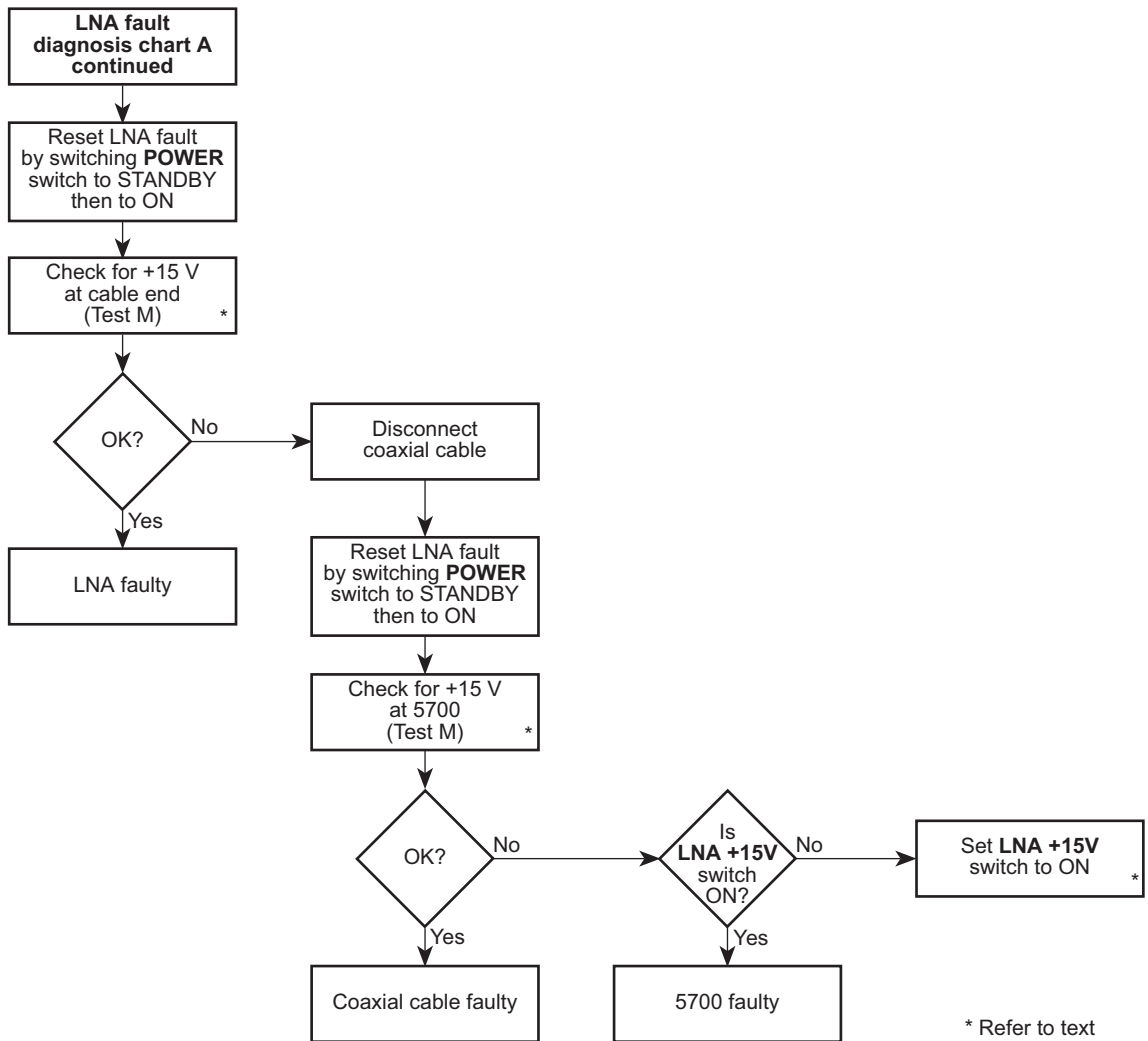 LNA fault
diagnosis chart A
continued
Reset LNA fault
by switching POWER
switch to STANDBY
then to ON
Check for +15 V
at cable end
(Test M) *
OK?
No
Yes
LNA faulty
Disconnect
coaxial cable
Reset LNA fault
by switching POWER
switch to STANDBY
then to ON
Check for +15 V
at 5700
(Test M) *
OK?
No
Yes
Coaxial cable faulty
Is
LNA +15V
switch
ON?
No
Yes
5700 faulty
Set LNA +15V
switch to ON *
* Refer to text